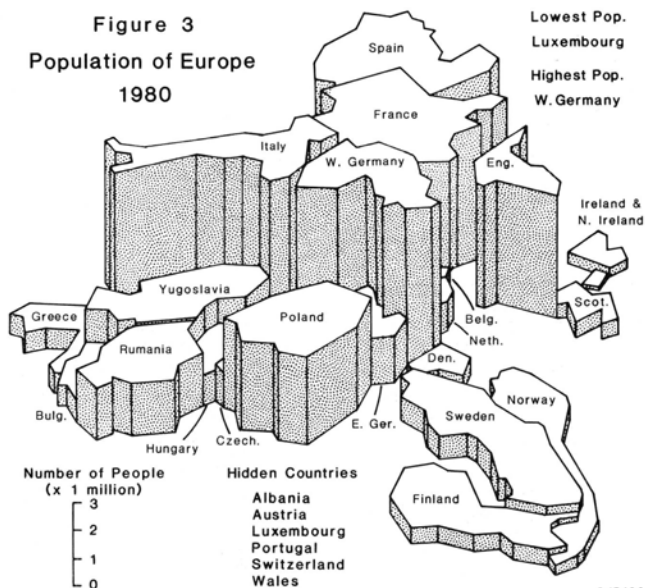 Figure 3
Population of Europe
1980
Lowest Pop.
Luxembourg
Highest Pop.
W. Germany
Spain
France
Italy
W. Germany
Eng.
Ireland &
N. Ireland
Yugoslavia
Greece
Poland
Belg.
Scot.
Rumania
Neth.
Den.
Norway
Bulg.
E. Ger.
Sweden
Czech.
Hungary
Number of People
(x 1 million)
3
2
1
0
Hidden Countries
Albania
Austria
Luxembourg
Portugal
Switzerland
Wales
Finland